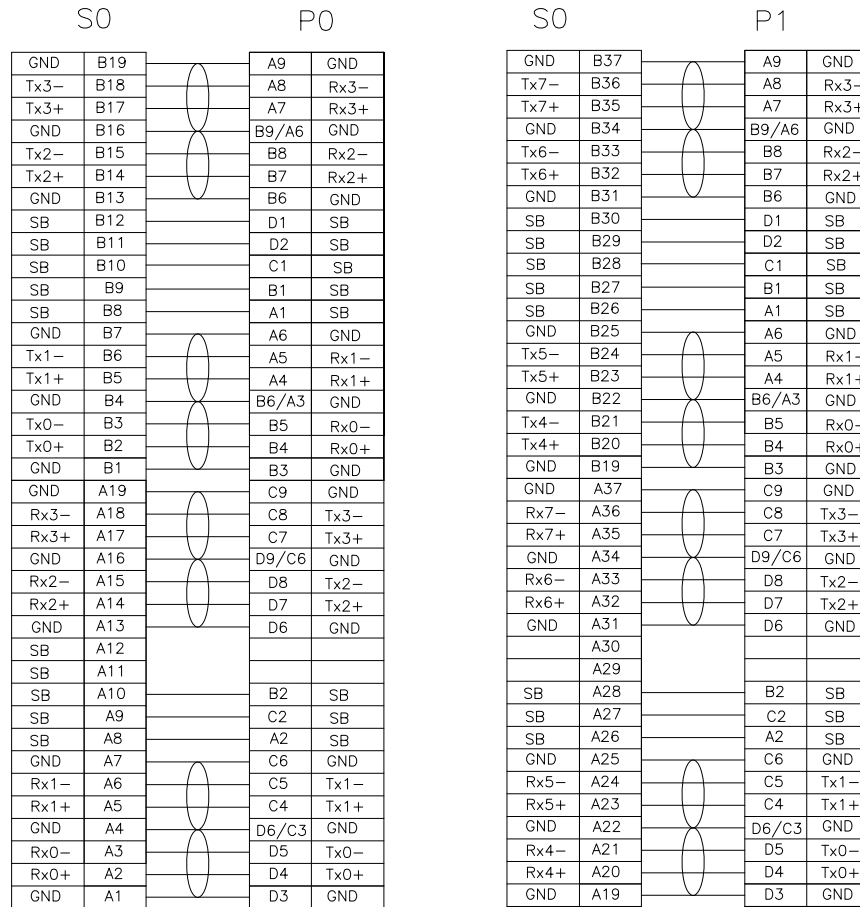 S0 P0
GND B19 A9 GND
Tx3− B18 A8 Rx3−
Tx3+ B17 A7 Rx3+
GND B16 B9/A6 GND
Tx2− B15 B8 Rx2−
Tx2+ B14 B7 Rx2+
GND B13 B6 GND
SB B12 D1 SB
SB B11 D2 SB
SB B10 C1 SB
SB B9 B1 SB
SB B8 A1 SB
GND B7 A6 GND
Tx1− B6 A5 Rx1−
Tx1+ B5 A4 Rx1+
GND B4 B6/A3 GND
Tx0− B3 B5 Rx0−
Tx0+ B2 B4 Rx0+
GND B1 B3 GND
GND A19 C9 GND
Rx3− A18 C8 Tx3−
Rx3+ A17 C7 Tx3+
GND A16 D9/C6 GND
Rx2− A15 D8 Tx2−
Rx2+ A14 D7 Tx2+
GND A13 D6 GND
SB A12
SB A11
SB A10 B2 SB
SB A9 C2 SB
SB A8 A2 SB
GND A7 C6 GND
Rx1− A6 C5 Tx1−
Rx1+ A5 C4 Tx1+
GND A4 D6/C3 GND
Rx0− A3 D5 Tx0−
Rx0+ A2 D4 Tx0+
GND A1 D3 GND
S0 P1
GND B37 A9 GND
Tx7− B36 A8 Rx3−
Tx7+ B35 A7 Rx3+
GND B34 B9/A6 GND
Tx6− B33 B8 Rx2−
Tx6+ B32 B7 Rx2+
GND B31 B6 GND
SB B30 D1 SB
SB B29 D2 SB
SB B28 C1 SB
SB B27 B1 SB
SB B26 A1 SB
GND B25 A6 GND
Tx5− B24 A5 Rx1−
Tx5+ B23 A4 Rx1+
GND B22 B6/A3 GND
Tx4− B21 B5 Rx0−
Tx4+ B20 B4 Rx0+
GND B19 B3 GND
GND A37 C9 GND
Rx7− A36 C8 Tx3−
Rx7+ A35 C7 Tx3+
GND A34 D9/C6 GND
Rx6− A33 D8 Tx2−
Rx6+ A32 D7 Tx2+
GND A31 D6 GND
A30
A29
SB A28 B2 SB
SB A27 C2 SB
SB A26 A2 SB
GND A25 C6 GND
Rx5− A24 C5 Tx1−
Rx5+ A23 C4 Tx1+
GND A22 D6/C3 GND
Rx4− A21 D5 Tx0−
Rx4+ A20 D4 Tx0+
GND A19 D3 GND